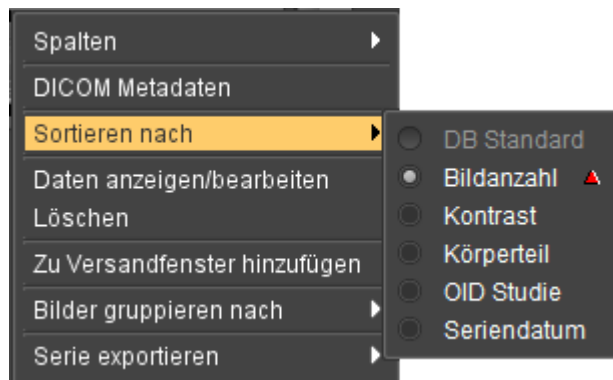 Spalten
DICOM Metadaten
Sortieren nach
Daten anzeigen/bearbeiten
Löschen
Zu Versandfenster hinzufügen
Bilder gruppieren nach
Serie exportieren
DB Standard
Bildanzahl
Kontrast
Körperteil
OID Studie
Seriendatum